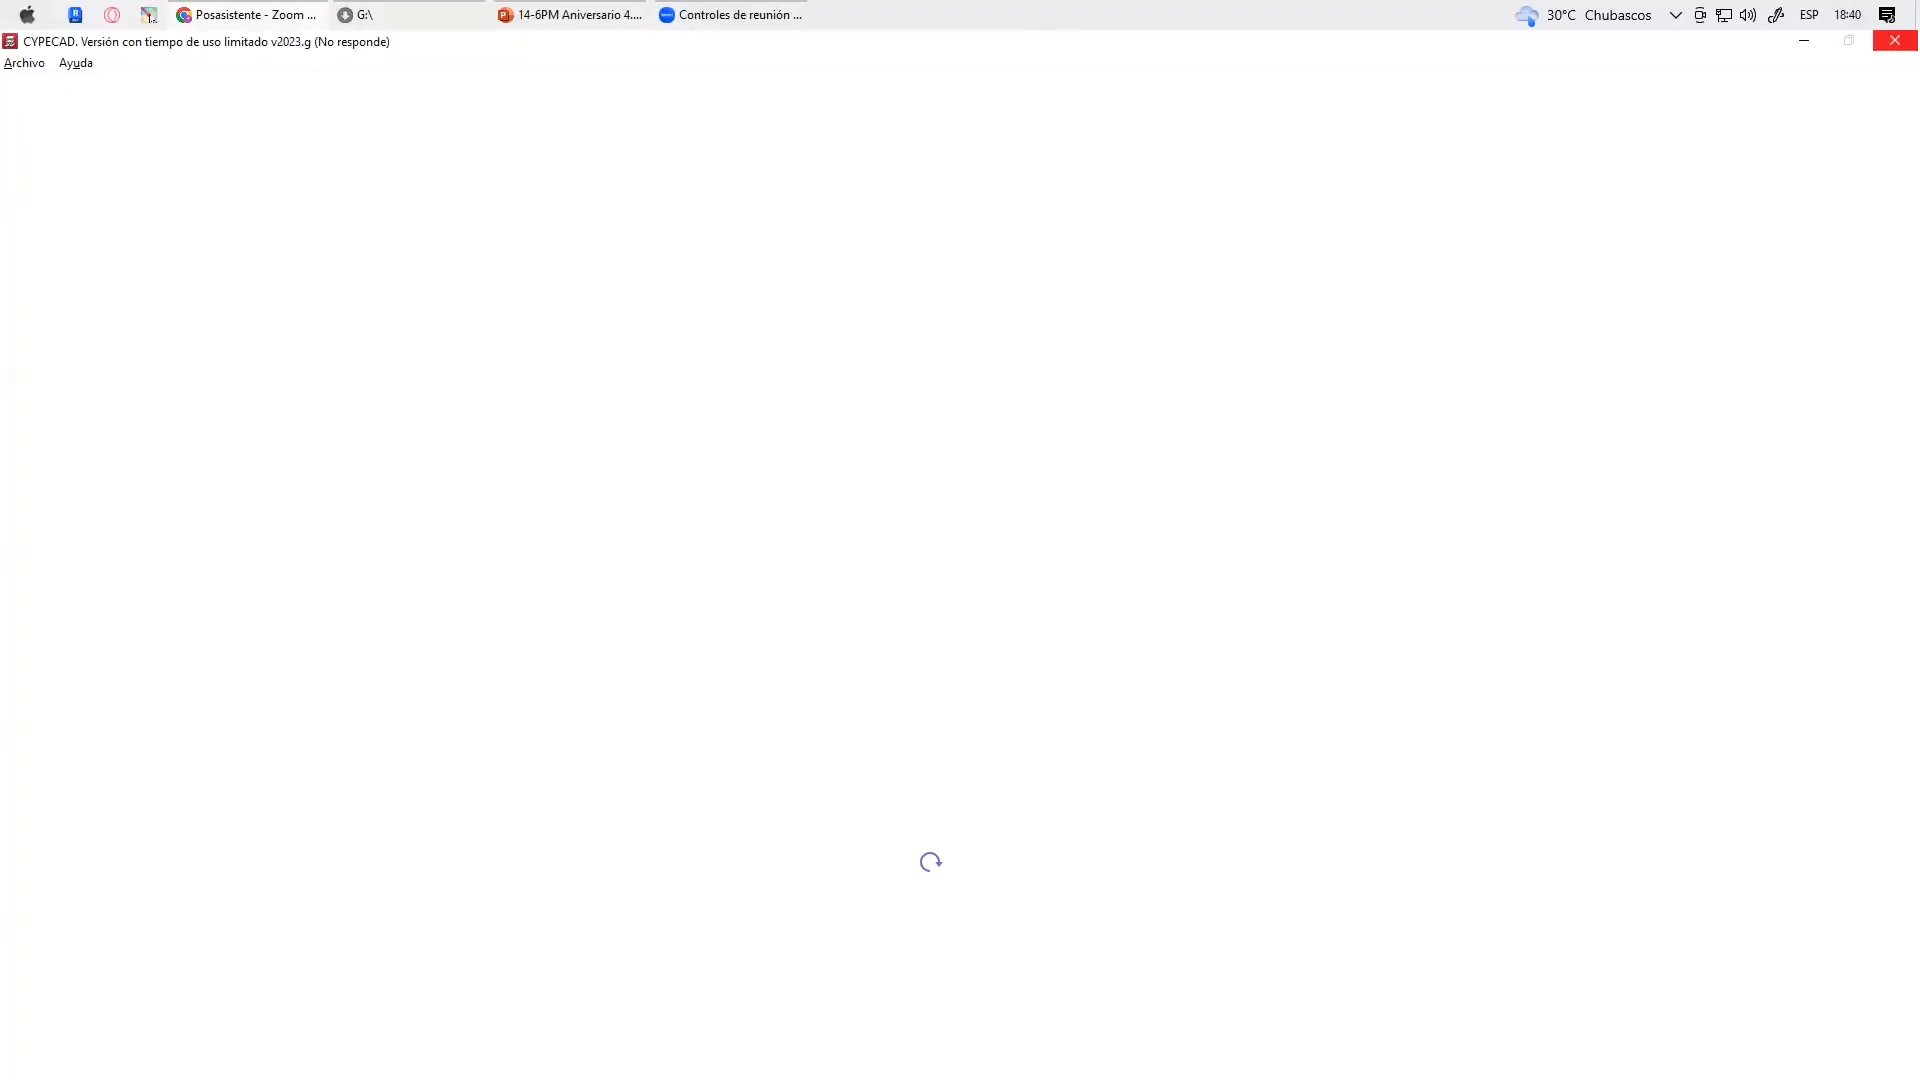 Posasistente - Zoom ...
G:\
14-6PM Aniversario 4....
Controles de reunión ...
30°C Chubascos
ESP
18:40
CYPECAD. Versión con tiempo de uso limitado v2023.g (No responde)
Archivo Ayuda